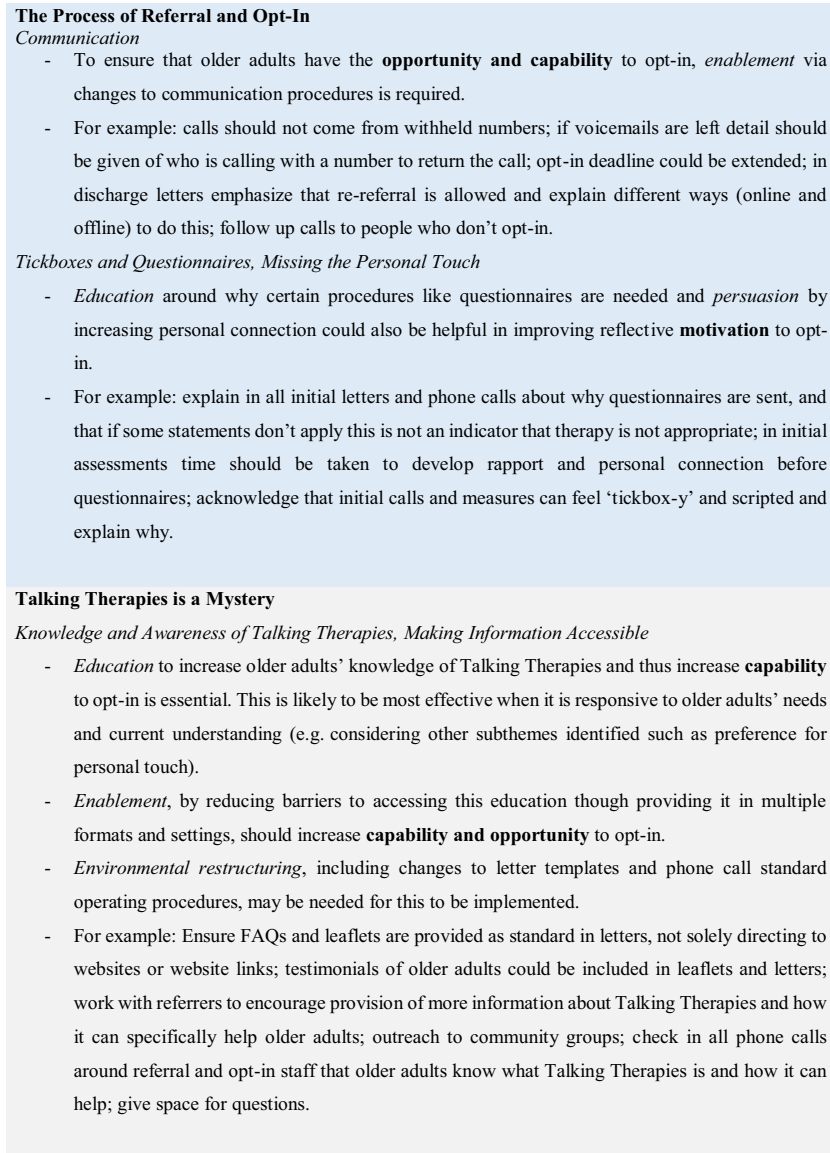 The Process of Referral and Opt-In
Communication
- To ensure that older adults have the opportunity and capability to opt-in, enablement via
changes to communication procedures is required.
- For example: calls should not come from withheld numbers; if voicemails are left detail should
be given of who is calling with a number to return the call; opt-in deadline could be extended; in
discharge letters emphasize that re-referral is allowed and explain different ways (online and
offline) to do this; follow up calls to people who don’t opt-in.
Tickboxes and Questionnaires, Missing the Personal Touch
- Education around why certain procedures like questionnaires are needed and persuasion by
increasing personal connection could also be helpful in improving reflective motivation to opt-
in.
- For example: explain in all initial letters and phone calls about why questionnaires are sent, and
that if some statements don’t apply this is not an indicator that therapy is not appropriate; in initial
assessments time should be taken to develop rapport and personal connection before
questionnaires; acknowledge that initial calls and measures can feel ‘tickbox-y’ and scripted and
explain why.
Talking Therapies is a Mystery
Knowledge and Awareness of Talking Therapies, Making Information Accessible
- Education to increase older adults’ knowledge of Talking Therapies and thus increase capability
to opt-in is essential. This is likely to be most effective when it is responsive to older adults’ needs
and current understanding (e.g. considering other subthemes identified such as preference for
personal touch).
- Enablement, by reducing barriers to accessing this education though providing it in multiple
formats and settings, should increase capability and opportunity to opt-in.
- Environmental restructuring, including changes to letter templates and phone call standard
operating procedures, may be needed for this to be implemented.
- For example: Ensure FAQs and leaflets are provided as standard in letters, not solely directing to
websites or website links; testimonials of older adults could be included in leaflets and letters;
work with referrers to encourage provision of more information about Talking Therapies and how
it can specifically help older adults; outreach to community groups; check in all phone calls
around referral and opt-in staff that older adults know what Talking Therapies is and how it can
help; give space for questions.